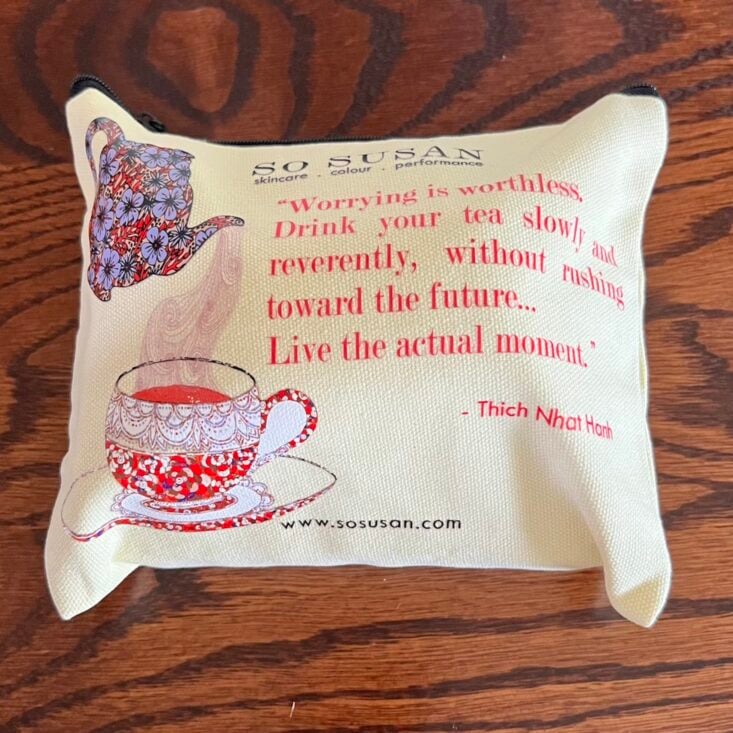 SO SUSAN
skincare . colour . performance
"Worrying is worthless.
Drink your tea slowly and
reverently, without rushing
toward the future...
Live the actual moment."
- Thich Nhat Hanh
www.sosusan.com